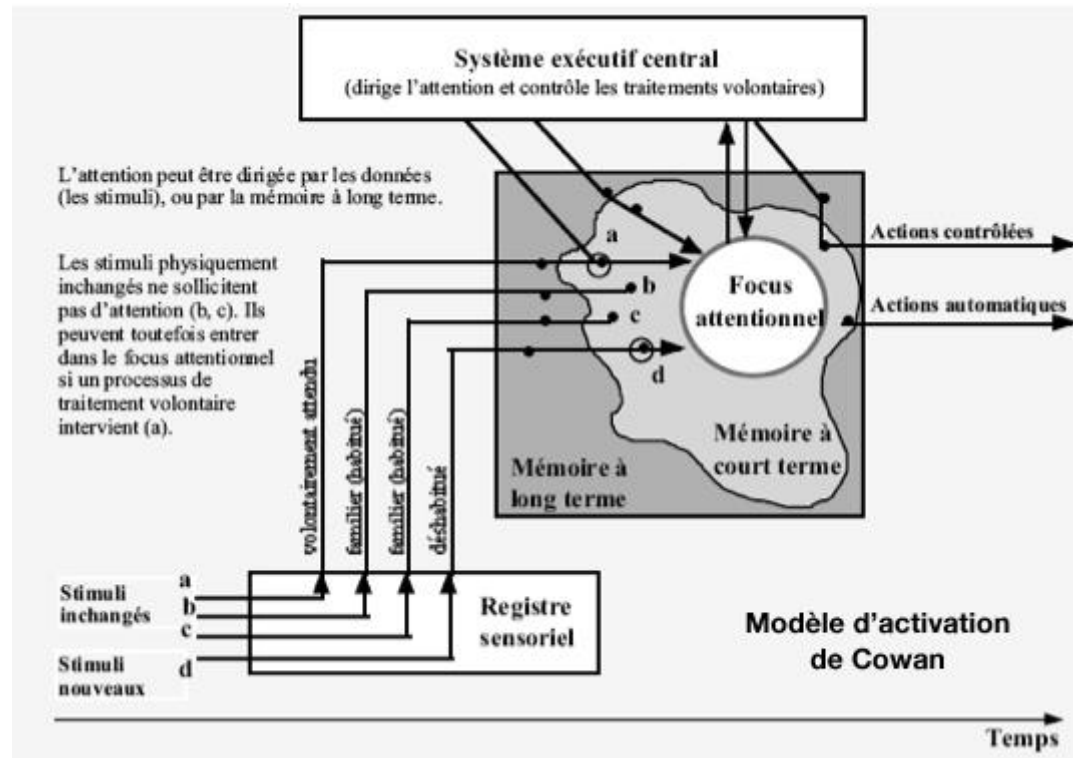 Système exécutif central
(dirige l'attention et contrôle les traitements volontaires)
L'attention peut être dirigée par les données
(les stimuli), ou par la mémoire à long terme.
Les stimuli physiquement
inchangés ne sollicitent
pas d'attention (b, c). Ils
peuvent toutefois entrer
dans le focus attentionnel
si un processus de
traitement volontaire
intervient (a).
a
b
c
d
Focus
attentionnel
Actions contrôlées
Actions automatiques
Mémoire à
court terme
Mémoire à
long terme
volontairement attendu
familier (habitué)
familier (habitué)
déshabitué
Stimuli
inchangés
a
b
c
Stimuli
nouveaux
d
Registre
sensoriel
Modèle d'activation
de Cowan
Temps